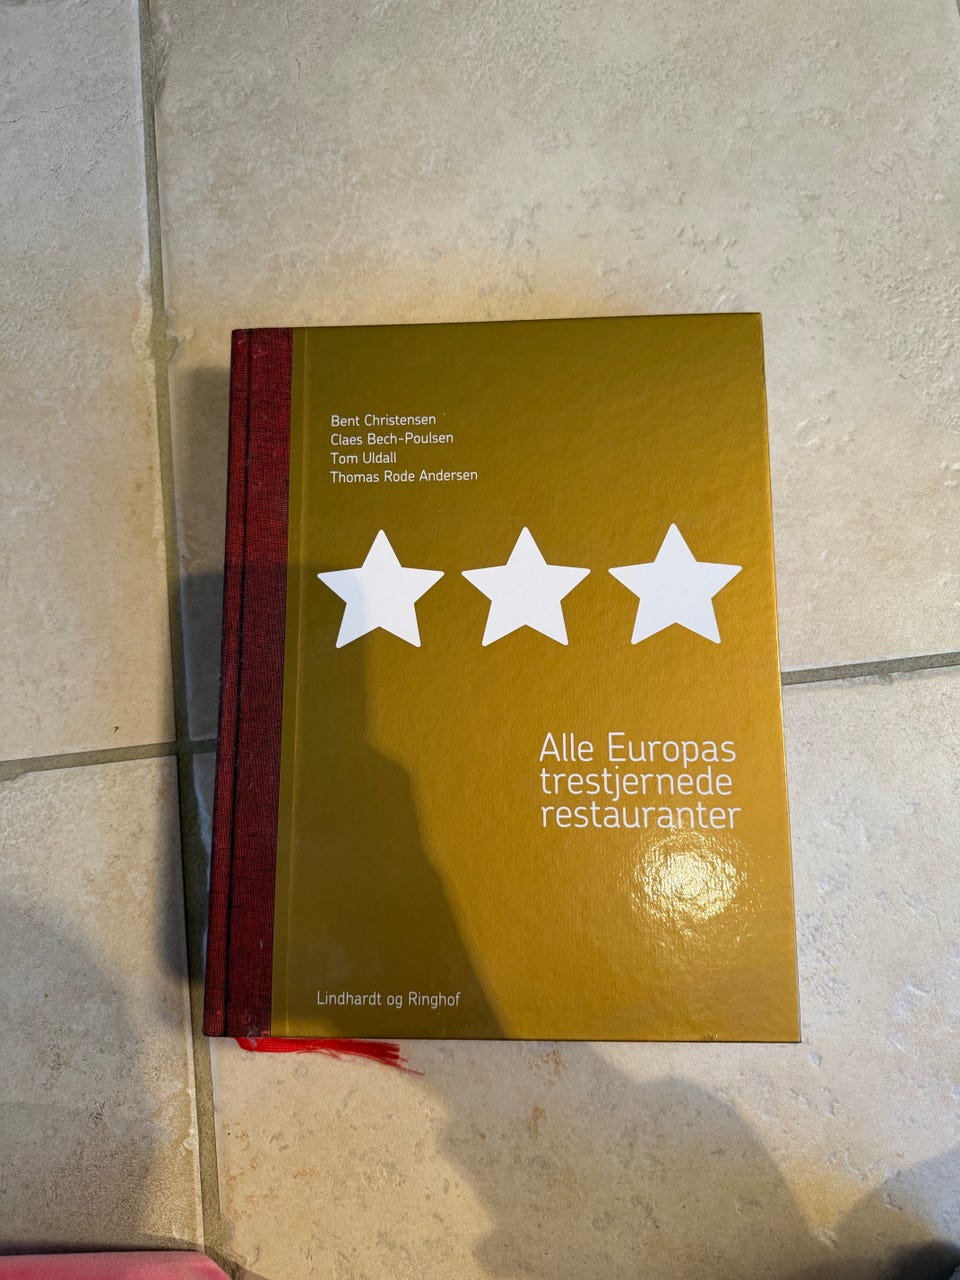 Bent Christensen
Claes Bech-Poulsen
Tom Uldall
Thomas Rode Andersen
Alle Europas
trestjernede
restauranter
Lindhardt og Ringhof